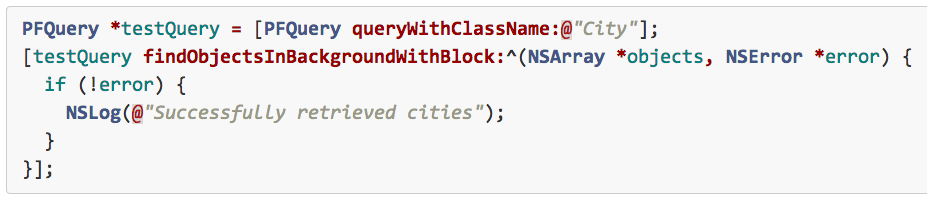 PFQuery *testQuery = [PFQuery queryWithClassName:@"City"];
[testQuery findObjectsInBackgroundWithBlock:^(NSArray *objects, NSError *error) {
  if (!error) {
    NSLog(@"Successfully retrieved cities");
  }
}];